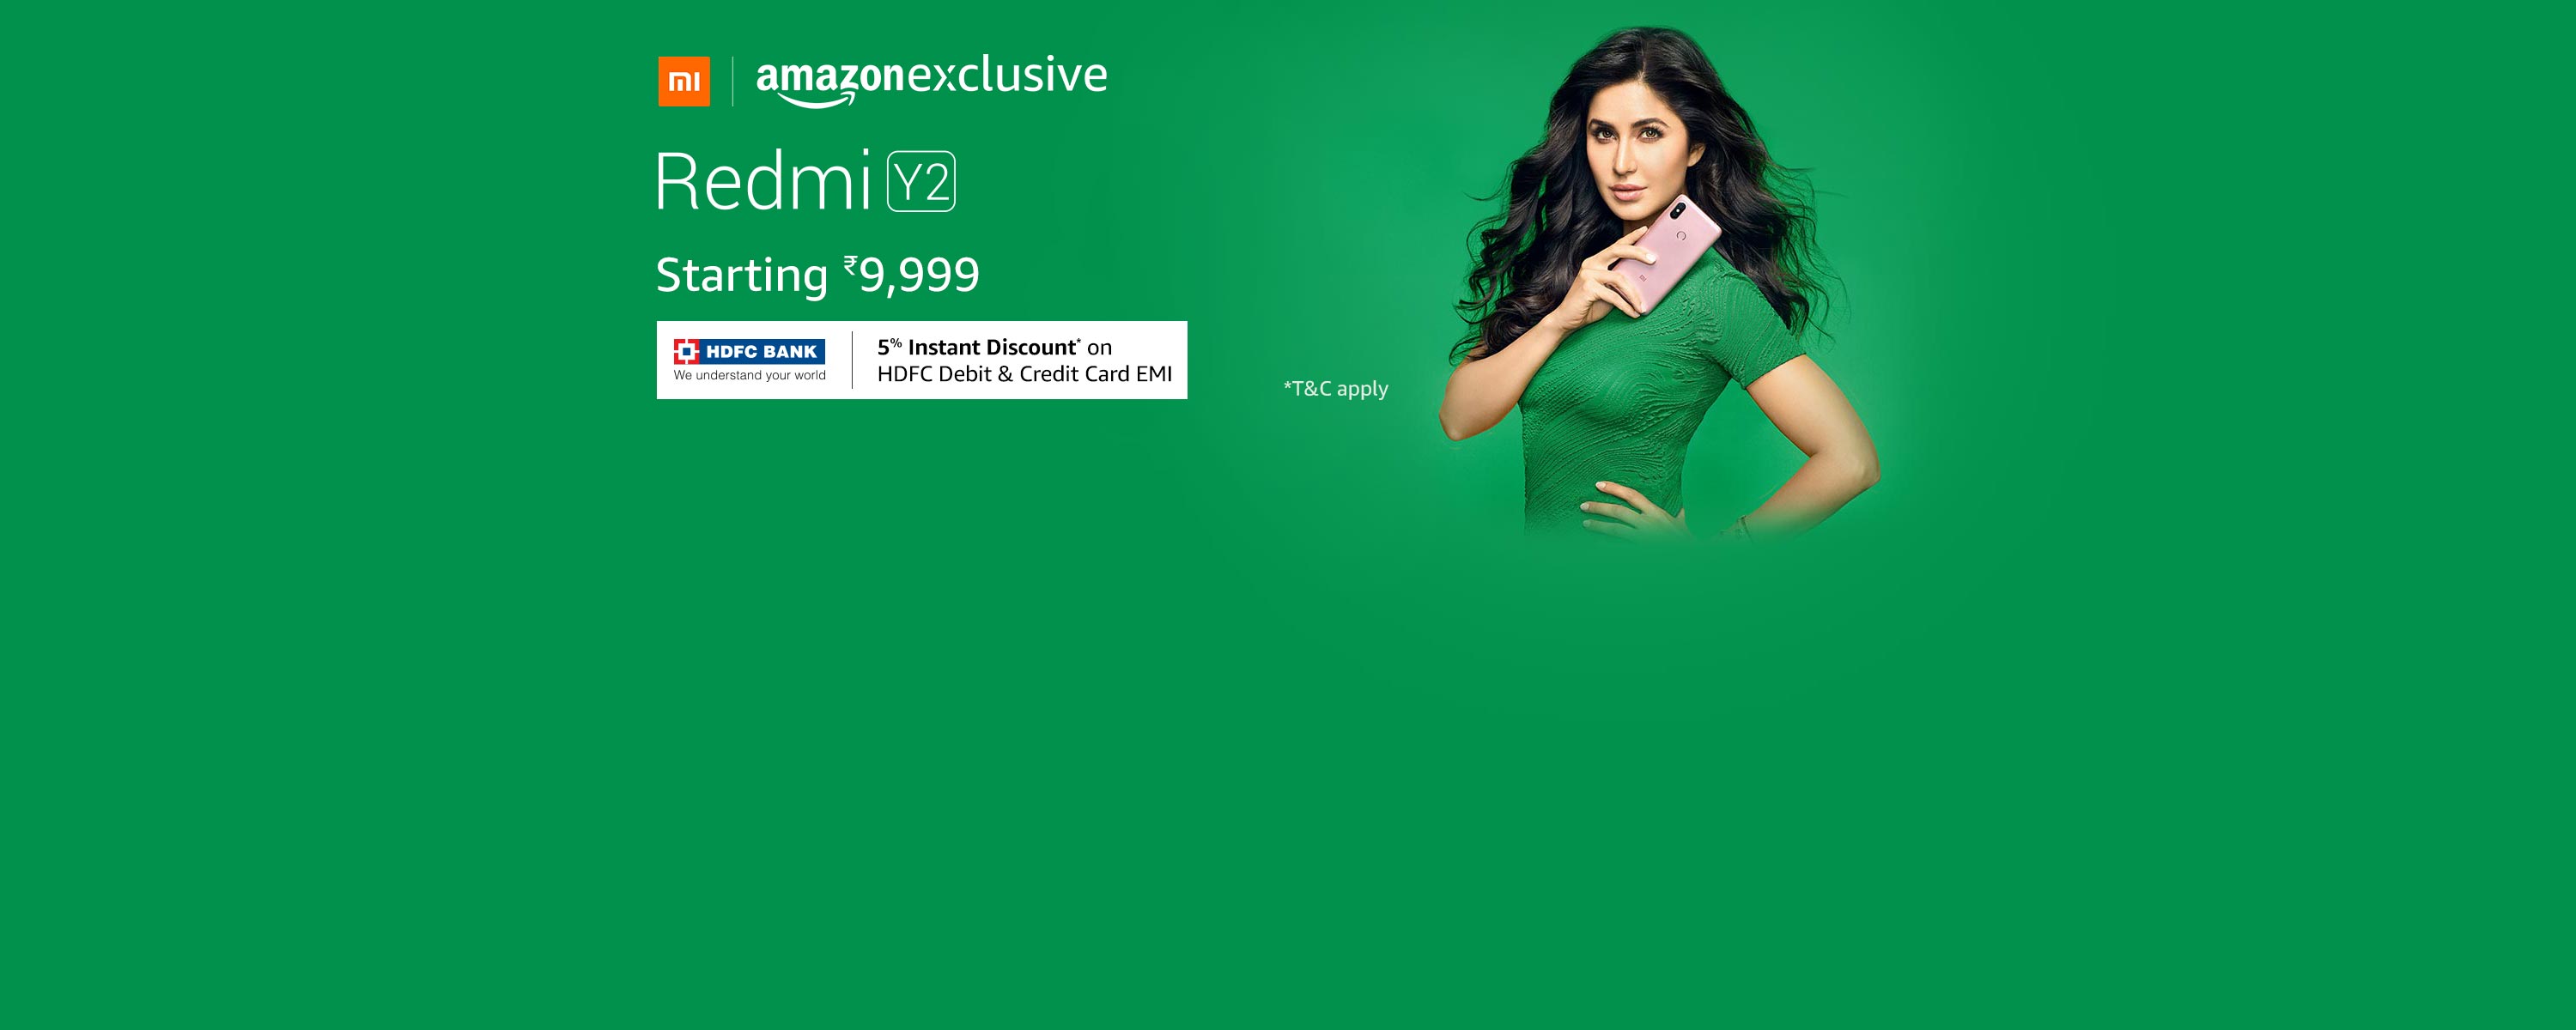 mi
amazonexclusive
Redmi Y2
Starting ₹9,999
HDFC BANK
We understand your world
5% Instant Discount* on
HDFC Debit & Credit Card EMI
*T&C apply